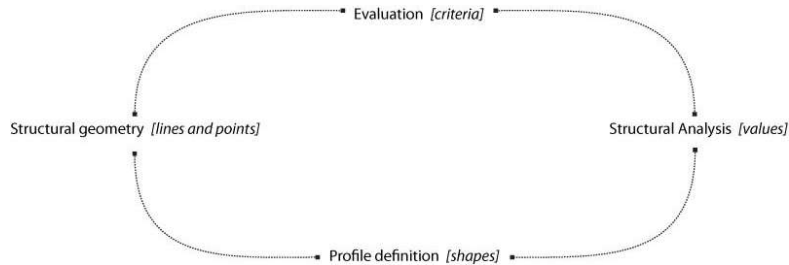 Evaluation [criteria]
Structural geometry [lines and points]
Structural Analysis [values]
Profile definition [shapes]